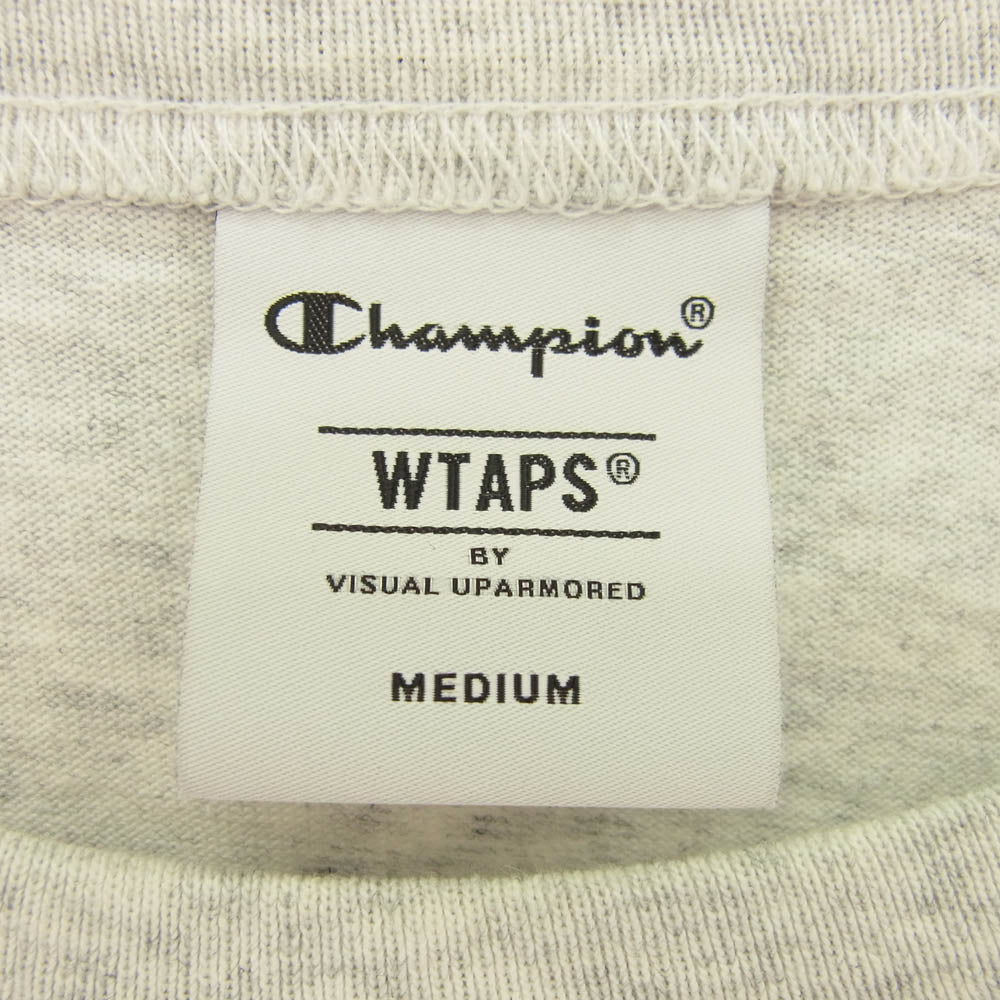 Champion®
WTAPS®
BY
VISUAL UPARMORED
MEDIUM